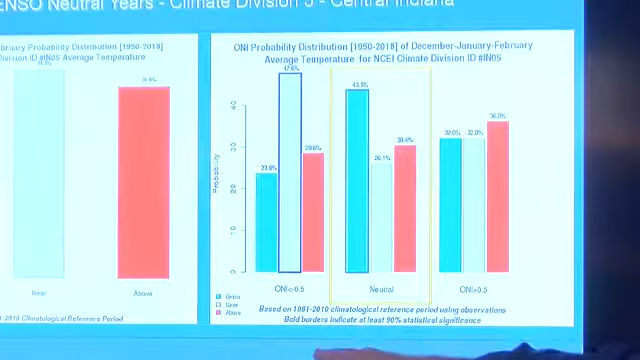 ENSO Neutral Years - Climate Division 5 - Central Indiana
bruary Probability Distribution [1950-2018]
Division ID #IN05 Average Temperature
Near
Above
1-2010 Climatological Reference Period
ONI Probability Distribution [1950-2018] of December-January-February
Average Temperature for NCEI Climate Division ID #IN05
Probability
0
10
20
30
40
23.8%
47.6%
28.6%
43.5%
26.1%
30.4%
32.0%
32.0%
36.0%
ONI<-0.5
Neutral
ONI>0.5
Below
Near
Above
Based on 1981-2010 climatological reference period using observations
Bold borders indicate at least 90% statistical significance